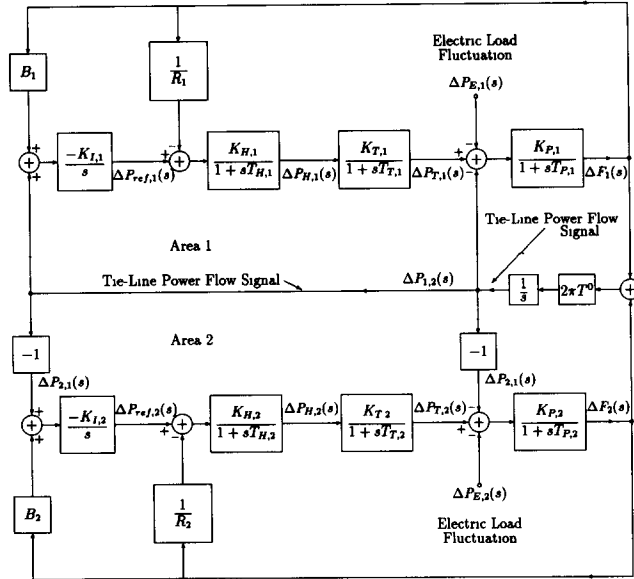 Electric Load
Fluctuation
B₁
1
R₁
ΔP_{E,1}(s)
+
+
-K_{I,1}
s
ΔP_{ref,1}(s)
+
−
K_{H,1}
1 + sT_{H,1}
ΔP_{H,1}(s)
K_{T,1}
1 + sT_{T,1}
ΔP_{T,1}(s)
−
+
−
K_{P,1}
1 + sT_{P,1}
ΔF₁(s)
Tie-Line Power Flow
Signal
Area 1
Tie-Line Power Flow Signal
ΔP_{1,2}(s)
1
s
2πT⁰
+
Area 2
−1
−1
ΔP_{2,1}(s)
ΔP_{2,1}(s)
+
+
-K_{I,2}
s
ΔP_{ref,2}(s)
+
−
K_{H,2}
1 + sT_{H,2}
ΔP_{H,2}(s)
K_{T 2}
1 + sT_{T,2}
ΔP_{T,2}(s)
−
+
−
K_{P,2}
1 + sT_{P,2}
ΔF₂(s)
B₂
1
R₂
ΔP_{E,2}(s)
Electric Load
Fluctuation